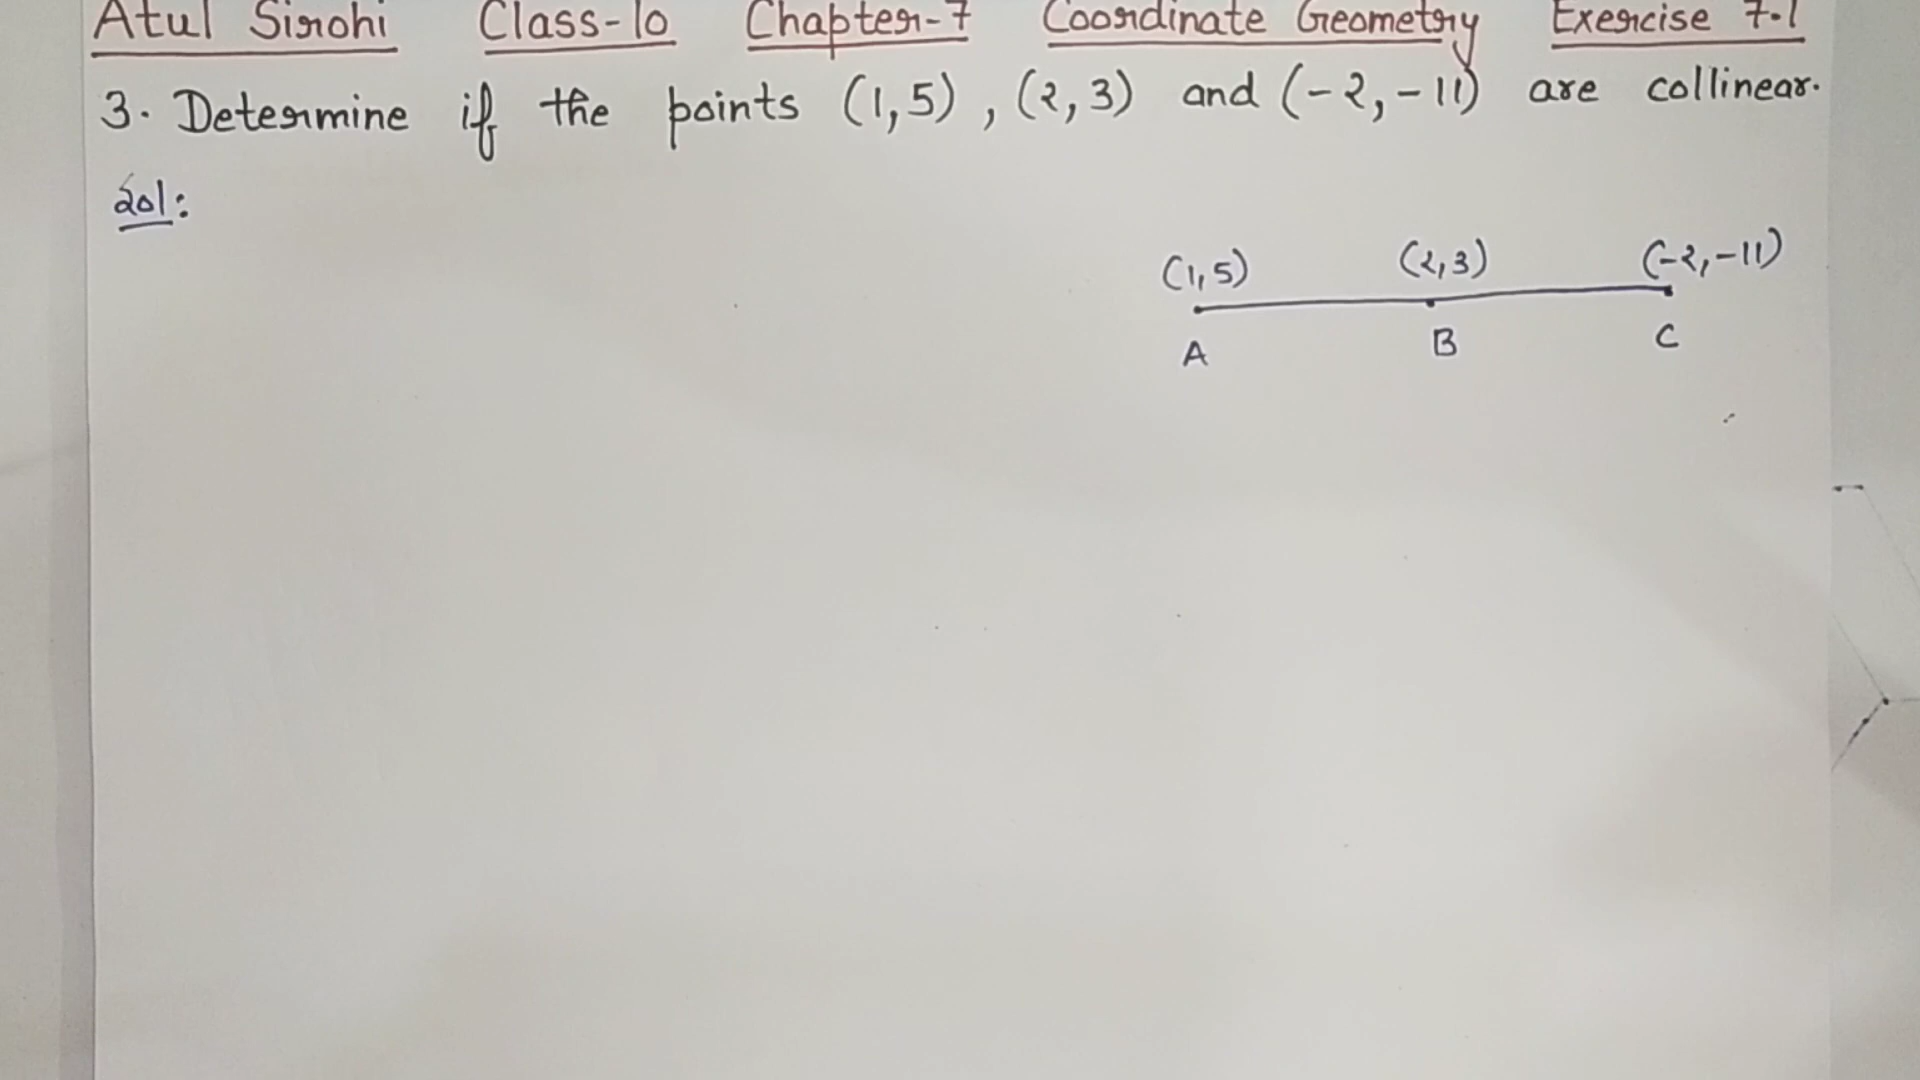 Atul Sirohi Class-10 Chapter-7 Coordinate Geometry Exercise 7.1
3. Determine if the points (1,5), (2,3) and (-2,-11) are collinear.
Sol:
(1,5) (2,3) (-2,-11)
A B C